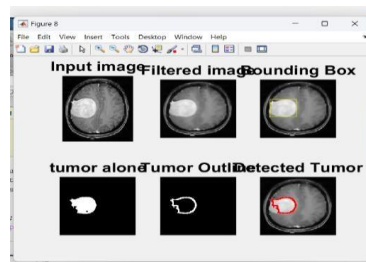 Figure 8
File Edit View Insert Tools Desktop Window Help
Input image Filtered image Bounding Box
tumor alone Tumor Outline Detected Tumor